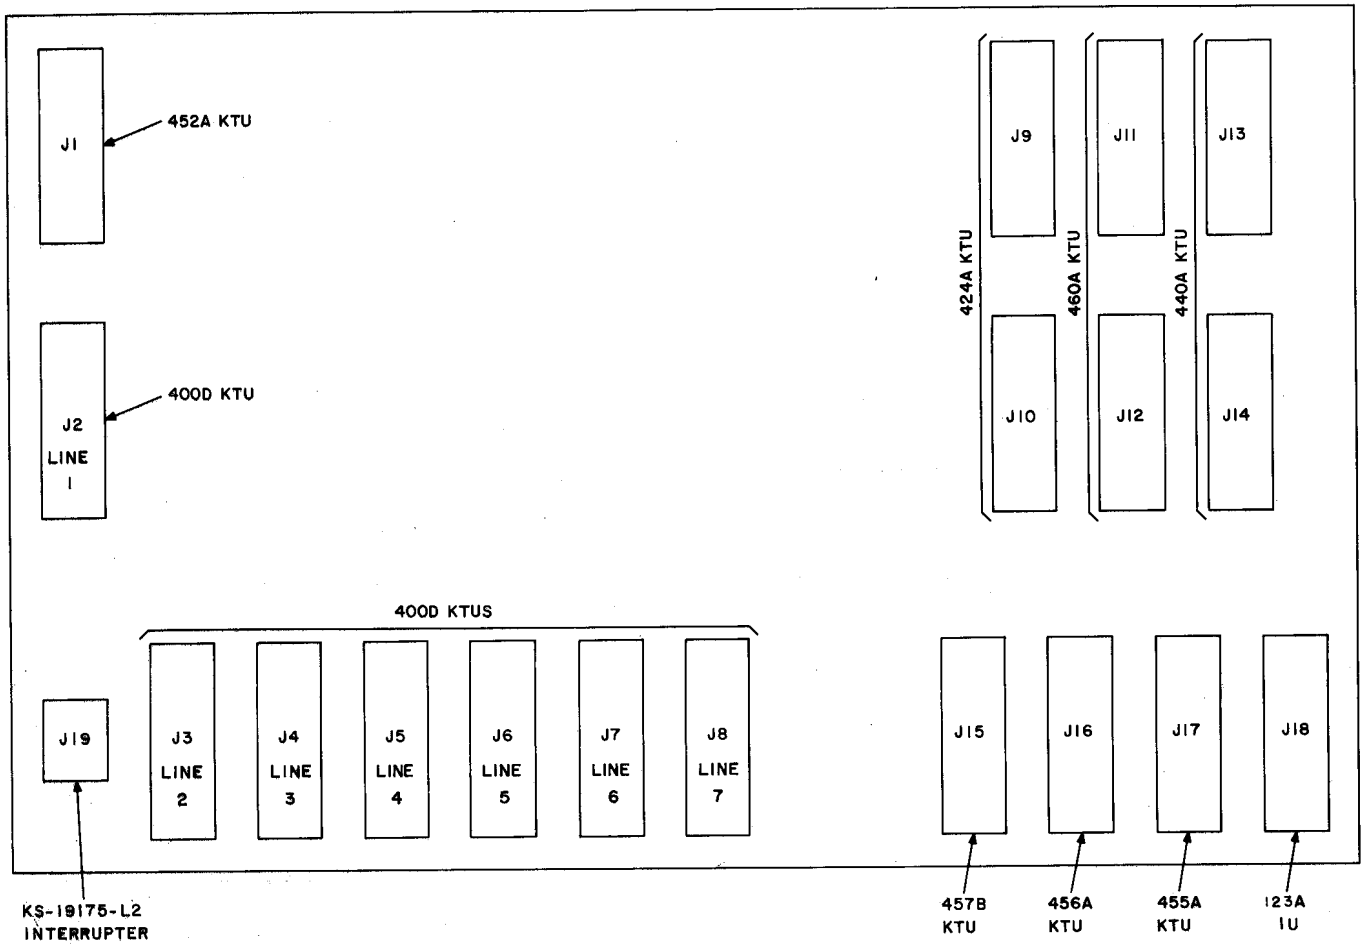 J1
452A KTU
J9
J11
J13
424A KTU
460A KTU
440A KTU
J2
LINE
1
400D KTU
J10
J12
J14
400D KTUS
J19
J3
LINE
2
J4
LINE
3
J5
LINE
4
J6
LINE
5
J7
LINE
6
J8
LINE
7
J15
J16
J17
J18
KS-19175-L2
INTERRUPTER
457B
KTU
456A
KTU
455A
KTU
123A
IU